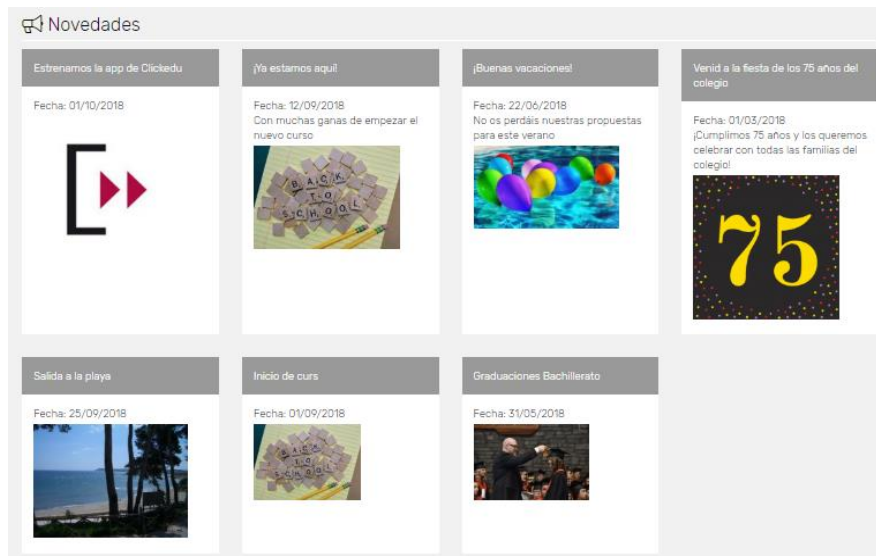 Novedades
Estrenamos la app de Clickedu
Fecha: 01/10/2018
¡Ya estamos aquí!
Fecha: 12/09/2018
Con muchas ganas de empezar el
nuevo curso
BACK
TO
SCHOOL
¡Buenas vacaciones!
Fecha: 22/06/2018
No os perdáis nuestras propuestas
para este verano
Venid a la fiesta de los 75 años del
colegio
Fecha: 01/03/2018
¡Cumplimos 75 años y los queremos
celebrar con todas las familias del
colegio!
75
Salida a la playa
Fecha: 25/09/2018
Inicio de curs
Fecha: 01/09/2018
BACK
TO
SCHOOL
Graduaciones Bachillerato
Fecha: 31/05/2018